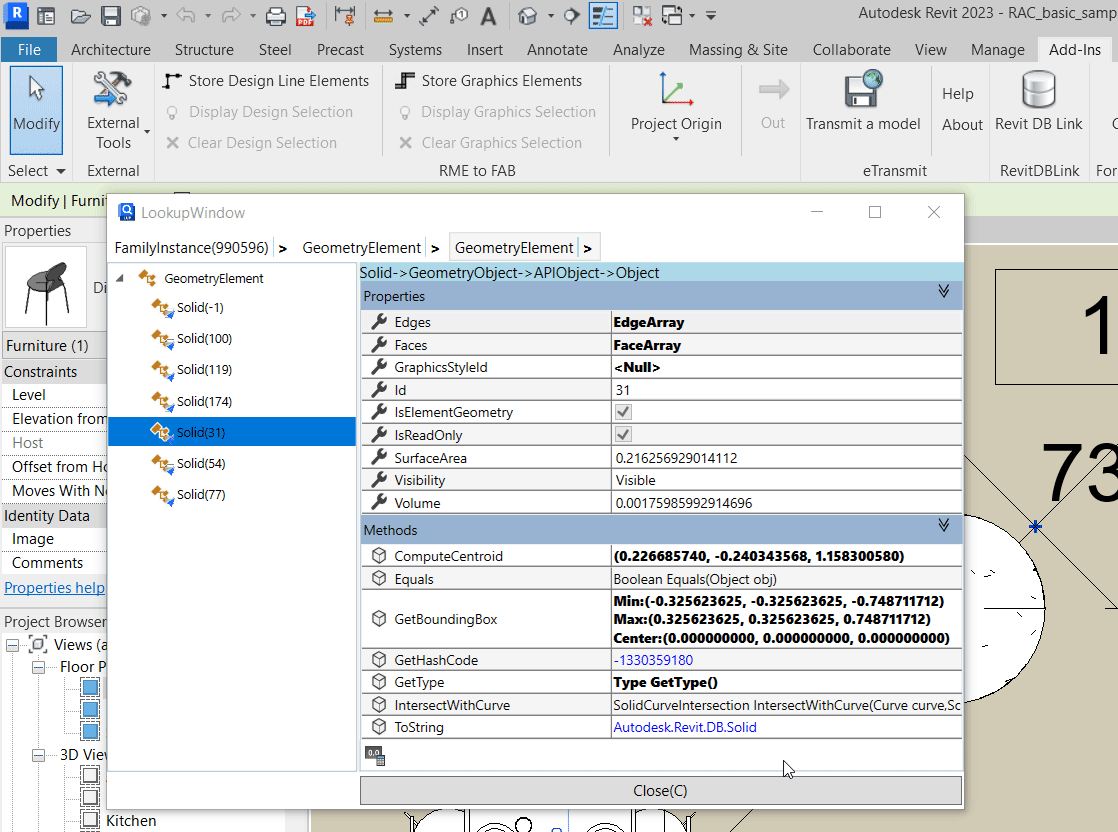 R
PDF
A
Autodesk Revit 2023 - RAC_basic_samp
File Architecture Structure Steel Precast Systems Insert Annotate Analyze Massing & Site Collaborate View Manage Add-Ins
Modify
External
Tools
Store Design Line Elements
Display Design Selection
Clear Design Selection
Store Graphics Elements
Display Graphics Selection
Clear Graphics Selection
Project Origin
Out
Transmit a model
Help
About
Revit DB Link
Select External RME to FAB eTransmit RevitDBLink For
Modify | Furni
LookupWindow
Properties
FamilyInstance(990596) > GeometryElement > GeometryElement >
GeometryElement
Solid(-1)
Solid(100)
Solid(119)
Solid(174)
Solid(31)
Solid(54)
Solid(77)
Solid->GeometryObject->APIObject->Object
Properties
Edges EdgeArray
Faces FaceArray
GraphicsStyleId <Null>
Id 31
IsElementGeometry
IsReadOnly
SurfaceArea 0.216256929014112
Visibility Visible
Volume 0.00175985992914696
Methods
ComputeCentroid (0.226685740, -0.240343568, 1.158300580)
Equals Boolean Equals(Object obj)
GetBoundingBox
Min:(-0.325623625, -0.325623625, -0.748711712)
Max:(0.325623625, 0.325623625, 0.748711712)
Center:(0.000000000, 0.000000000, 0.000000000)
GetHashCode -1330359180
GetType Type GetType()
IntersectWithCurve SolidCurveIntersection IntersectWithCurve(Curve curve,Sc
ToString Autodesk.Revit.DB.Solid
0,0
Close(C)
Di
Furniture (1)
Constraints
Level
Elevation from
Host
Offset from Ho
Moves With Ne
Identity Data
Image
Comments
Properties help
Project Browser
Views (a
Floor P
3D View
Kitchen
1
73